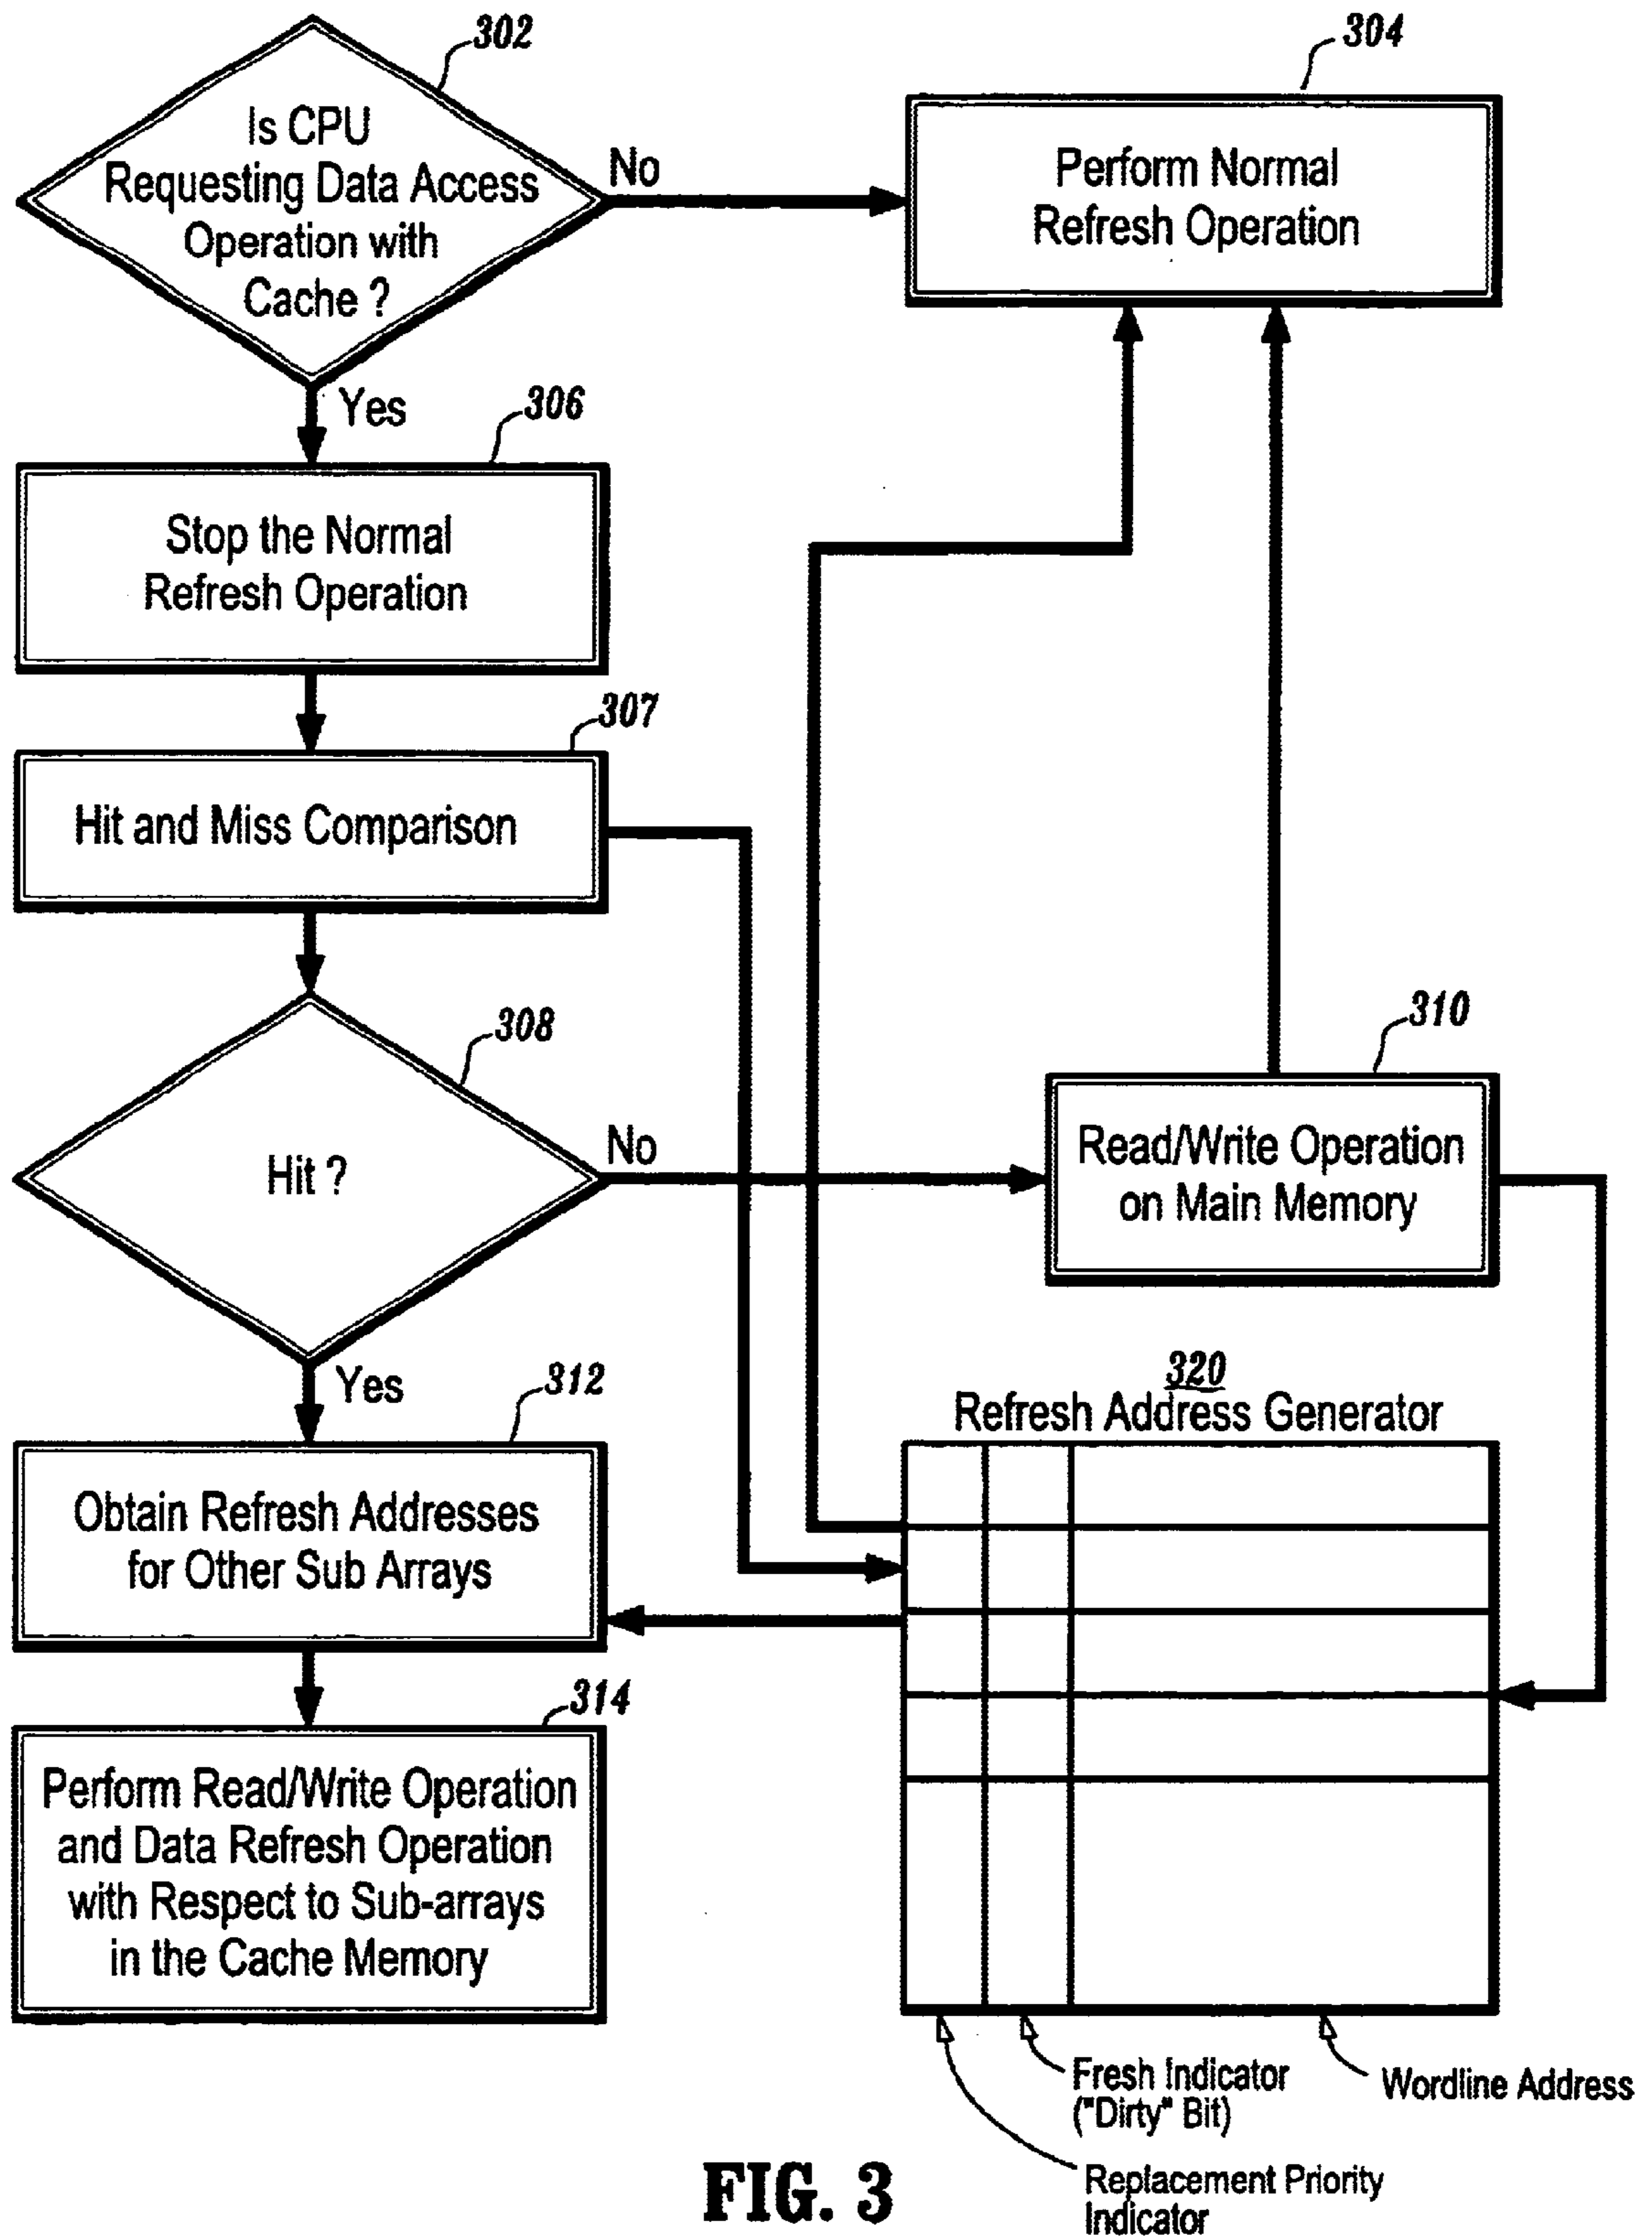 302
Is CPU
Requesting Data Access
Operation with
Cache ?
No
304
Perform Normal
Refresh Operation
Yes
306
Stop the Normal
Refresh Operation
307
Hit and Miss Comparison
308
Hit ?
No
310
Read/Write Operation
on Main Memory
Yes
312
Obtain Refresh Addresses
for Other Sub Arrays
320
Refresh Address Generator
314
Perform Read/Write Operation
and Data Refresh Operation
with Respect to Sub-arrays
in the Cache Memory
Fresh Indicator
("Dirty" Bit)
Wordline Address
Replacement Priority
Indicator
FIG. 3